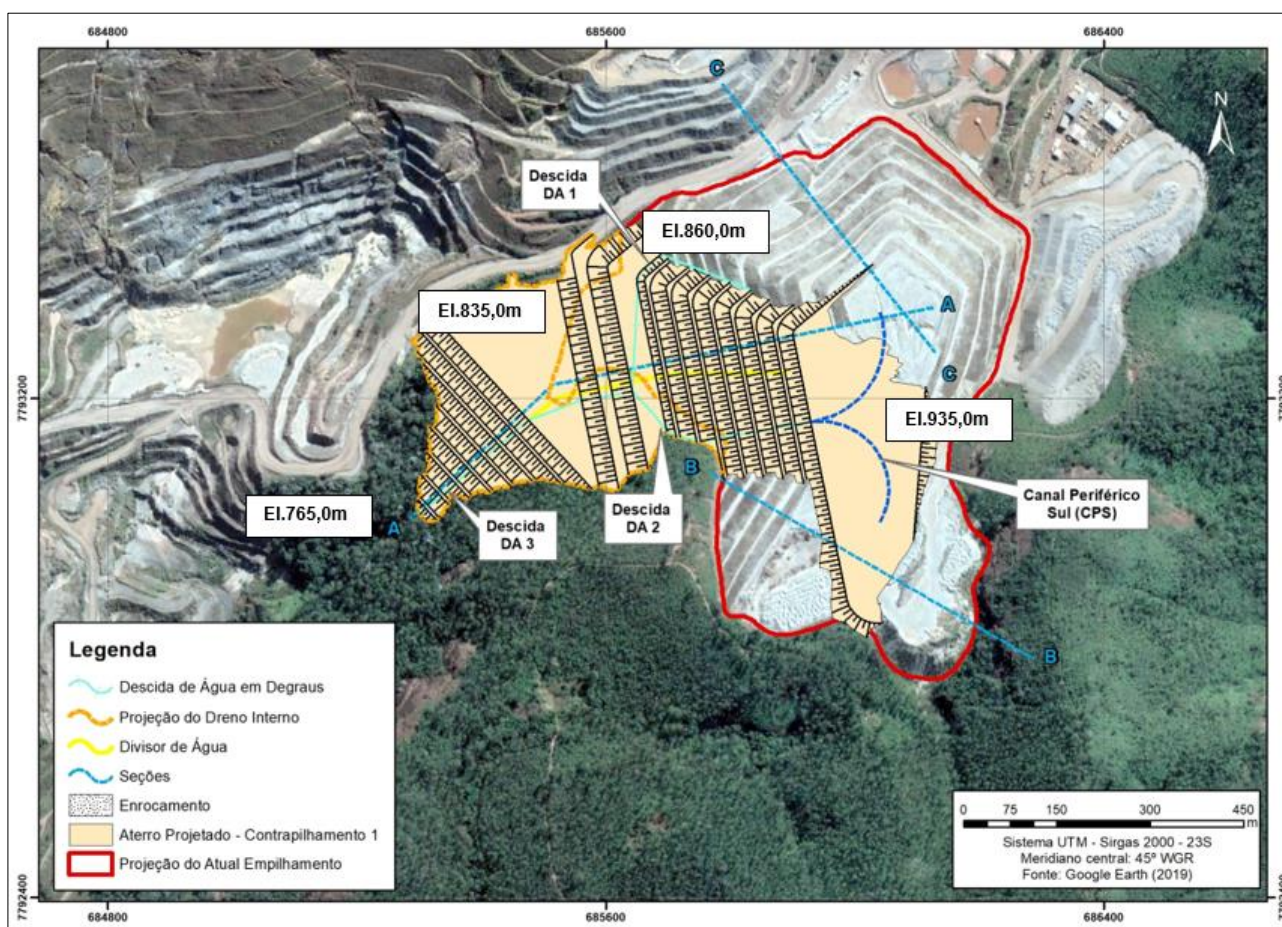 684800
685600
686400
C
N
Descida
DA 1
El.860,0m
El.835,0m
A
C
7793200
7793200
El.935,0m
B
Canal Periférico
Sul (CPS)
El.765,0m
A
Descida
DA 3
Descida
DA 2
B
Legenda
Descida de Água em Degraus
Projeção do Dreno Interno
Divisor de Água
Seções
Enrocamento
Aterro Projetado - Contrapilhamento 1
Projeção do Atual Empilhamento
0 75 150 300 450
m
Sistema UTM - Sirgas 2000 - 23S
Meridiano central: 45º WGR
Fonte: Google Earth (2019)
7792400
7792400
684800
685600
686400